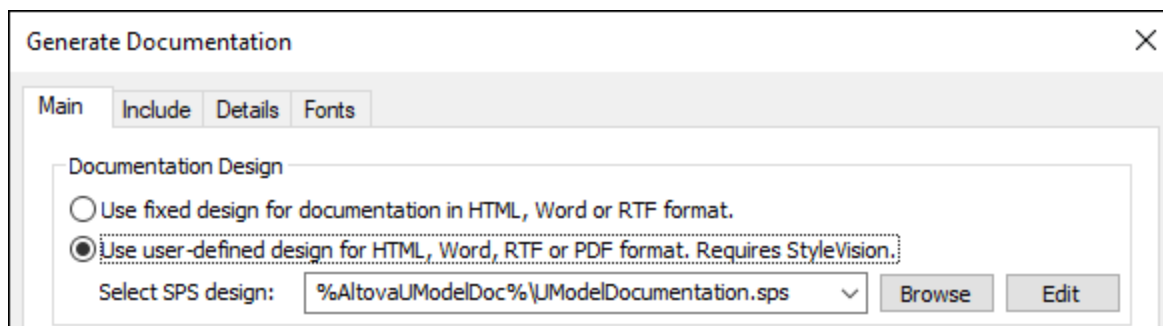 Generate Documentation
Main Include Details Fonts
Documentation Design
Use fixed design for documentation in HTML, Word or RTF format.
Use user-defined design for HTML, Word, RTF or PDF format. Requires StyleVision.
Select SPS design: %AltovaUModelDoc%\UModelDocumentation.sps Browse Edit